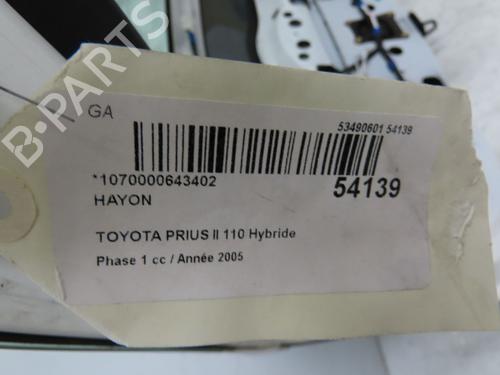 GA
53490601 54139
*1070000643402
54139
HAYON
TOYOTA PRIUS II 110 Hybride
Phase 1 cc / Année 2005
B-PARTS